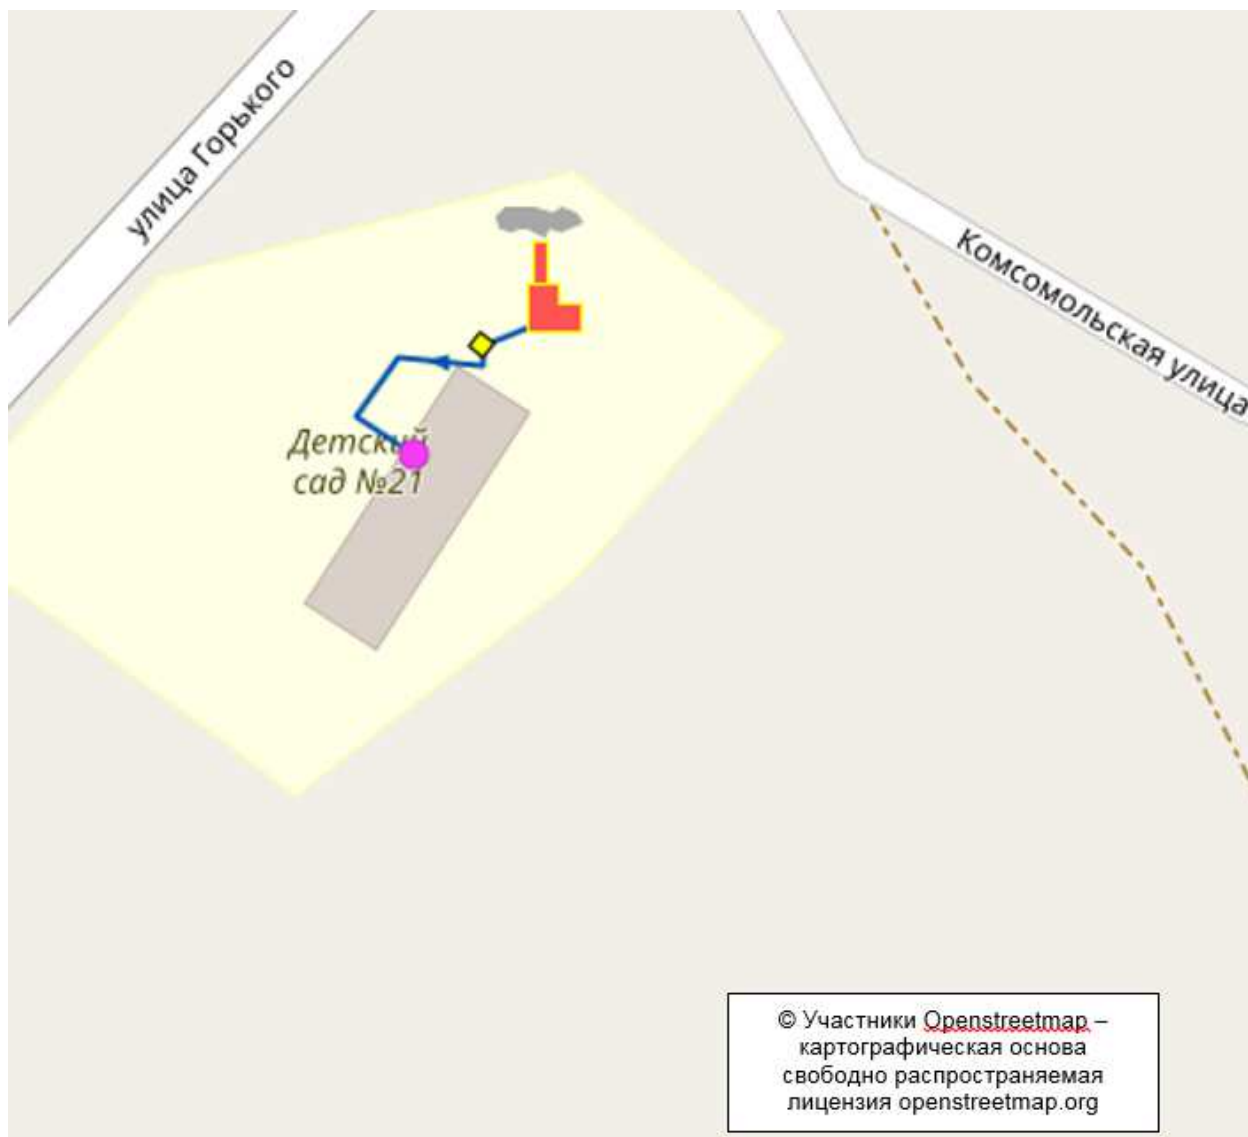 улица Горького
Комсомольская улица
Детский
сад №21
© Участники Openstreetmap –
картографическая основа
свободно распространяемая
лицензия openstreetmap.org